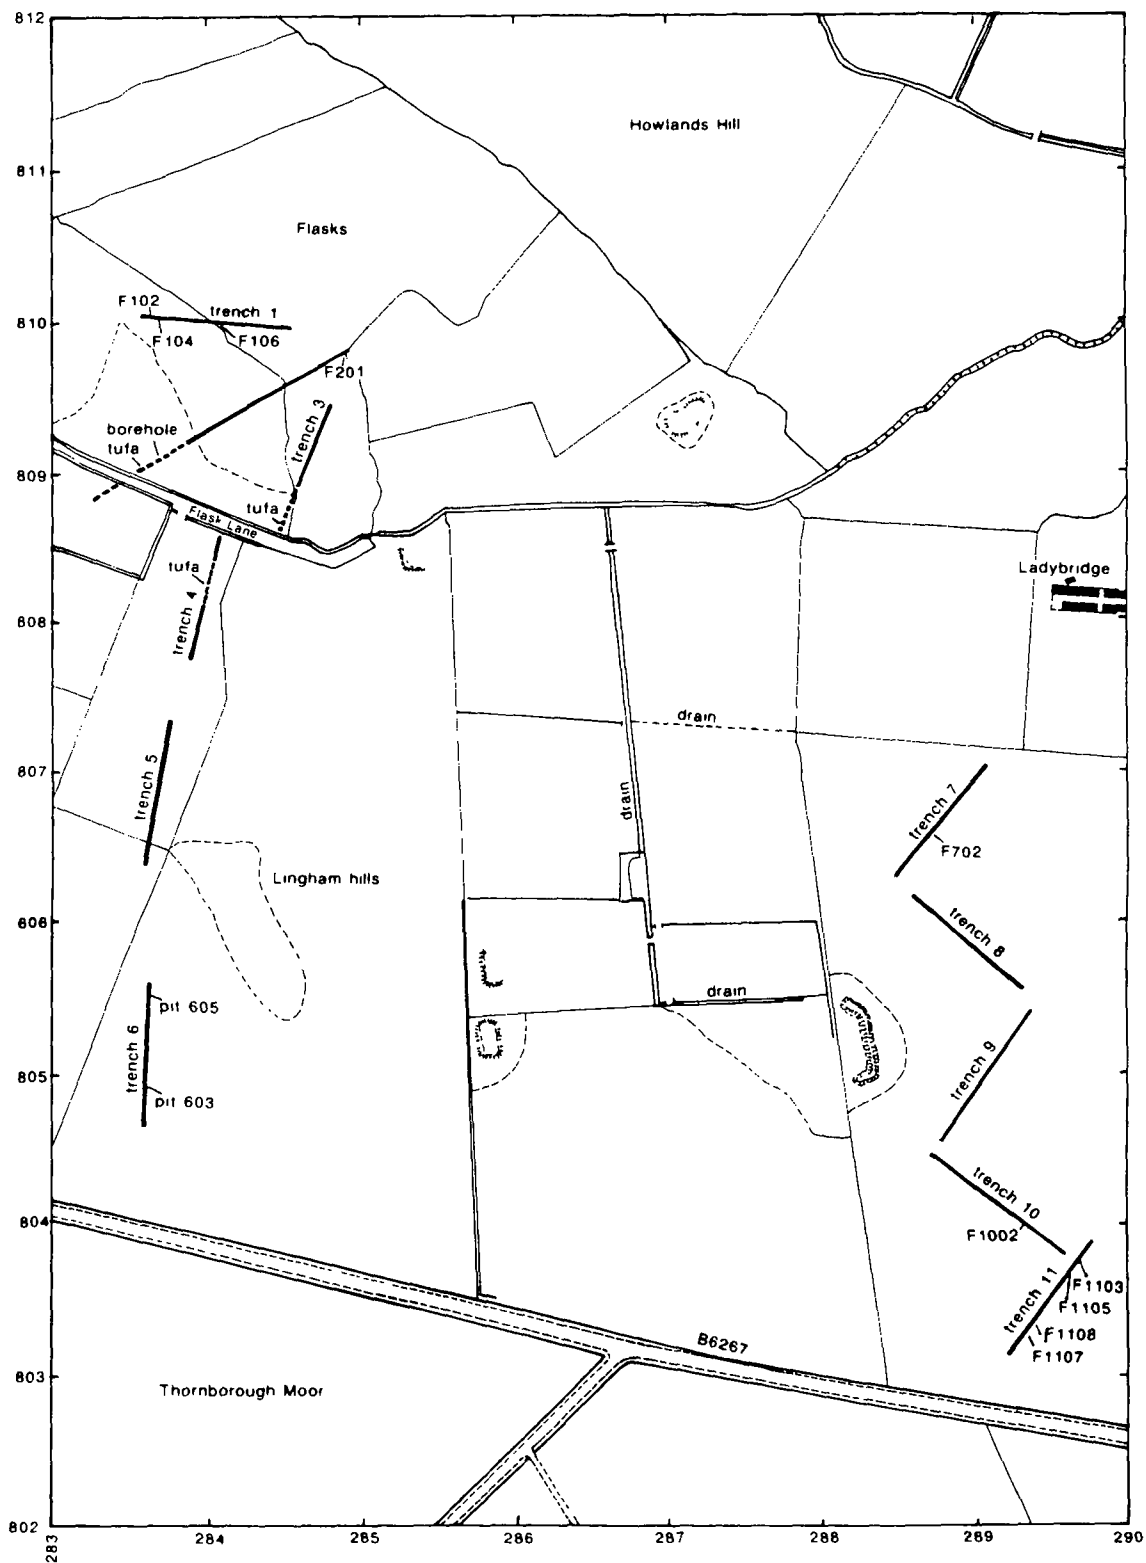 812
Howlands Hill
811
Flasks
F102
trench 1
810
F104
F106
F201
trench 3
borehole
tufa
809
tufa
Flask Lane
tufa
Ladybridge
trench 4
808
drain
807
trench 5
drain
trench 7
F702
Lingham hills
806
trench 8
drain
pit 605
trench 6
805
trench 9
pit 603
trench 10
804
F1002
F1103
trench 11
F1105
F1108
B6267
F1107
803
Thornborough Moor
802
283
284
285
286
287
288
289
290